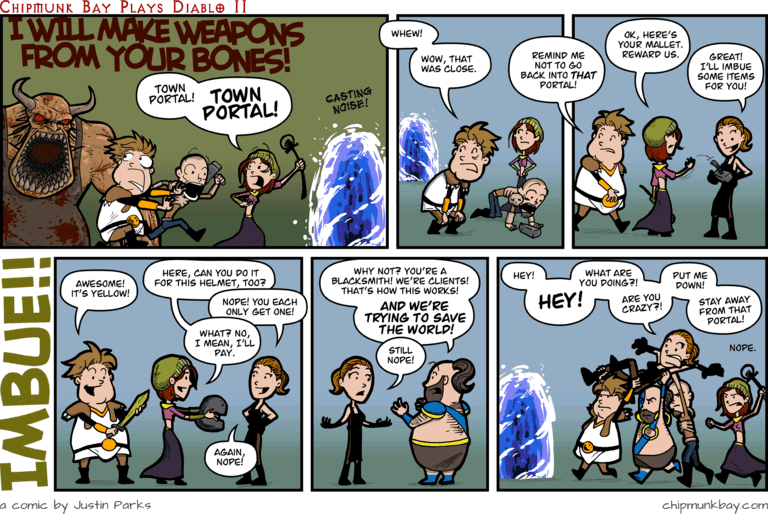 Chipmunk Bay Plays Diablo II
I WILL MAKE WEAPONS
FROM YOUR BONES!
TOWN
PORTAL!
TOWN
PORTAL!
CASTING
NOISE!
WHEW!
WOW, THAT
WAS CLOSE.
REMIND ME
NOT TO GO
BACK INTO THAT
PORTAL!
OK, HERE'S
YOUR MALLET.
REWARD US.
GREAT!
I'LL IMBUE
SOME ITEMS
FOR YOU!
IMBUE!!
AWESOME!
IT'S YELLOW!
HERE, CAN YOU DO IT
FOR THIS HELMET, TOO?
NOPE! YOU EACH
ONLY GET ONE!
WHAT? NO,
I MEAN, I'LL
PAY.
AGAIN,
NOPE!
WHY NOT? YOU'RE A
BLACKSMITH! WE'RE CLIENTS!
THAT'S HOW THIS WORKS!
AND WE'RE
TRYING TO SAVE
THE WORLD!
STILL
NOPE!
HEY!
HEY!
WHAT ARE
YOU DOING?!
ARE YOU
CRAZY?!
PUT ME
DOWN!
STAY AWAY
FROM THAT
PORTAL!
NOPE.
a comic by Justin Parks
chipmunkbay.com